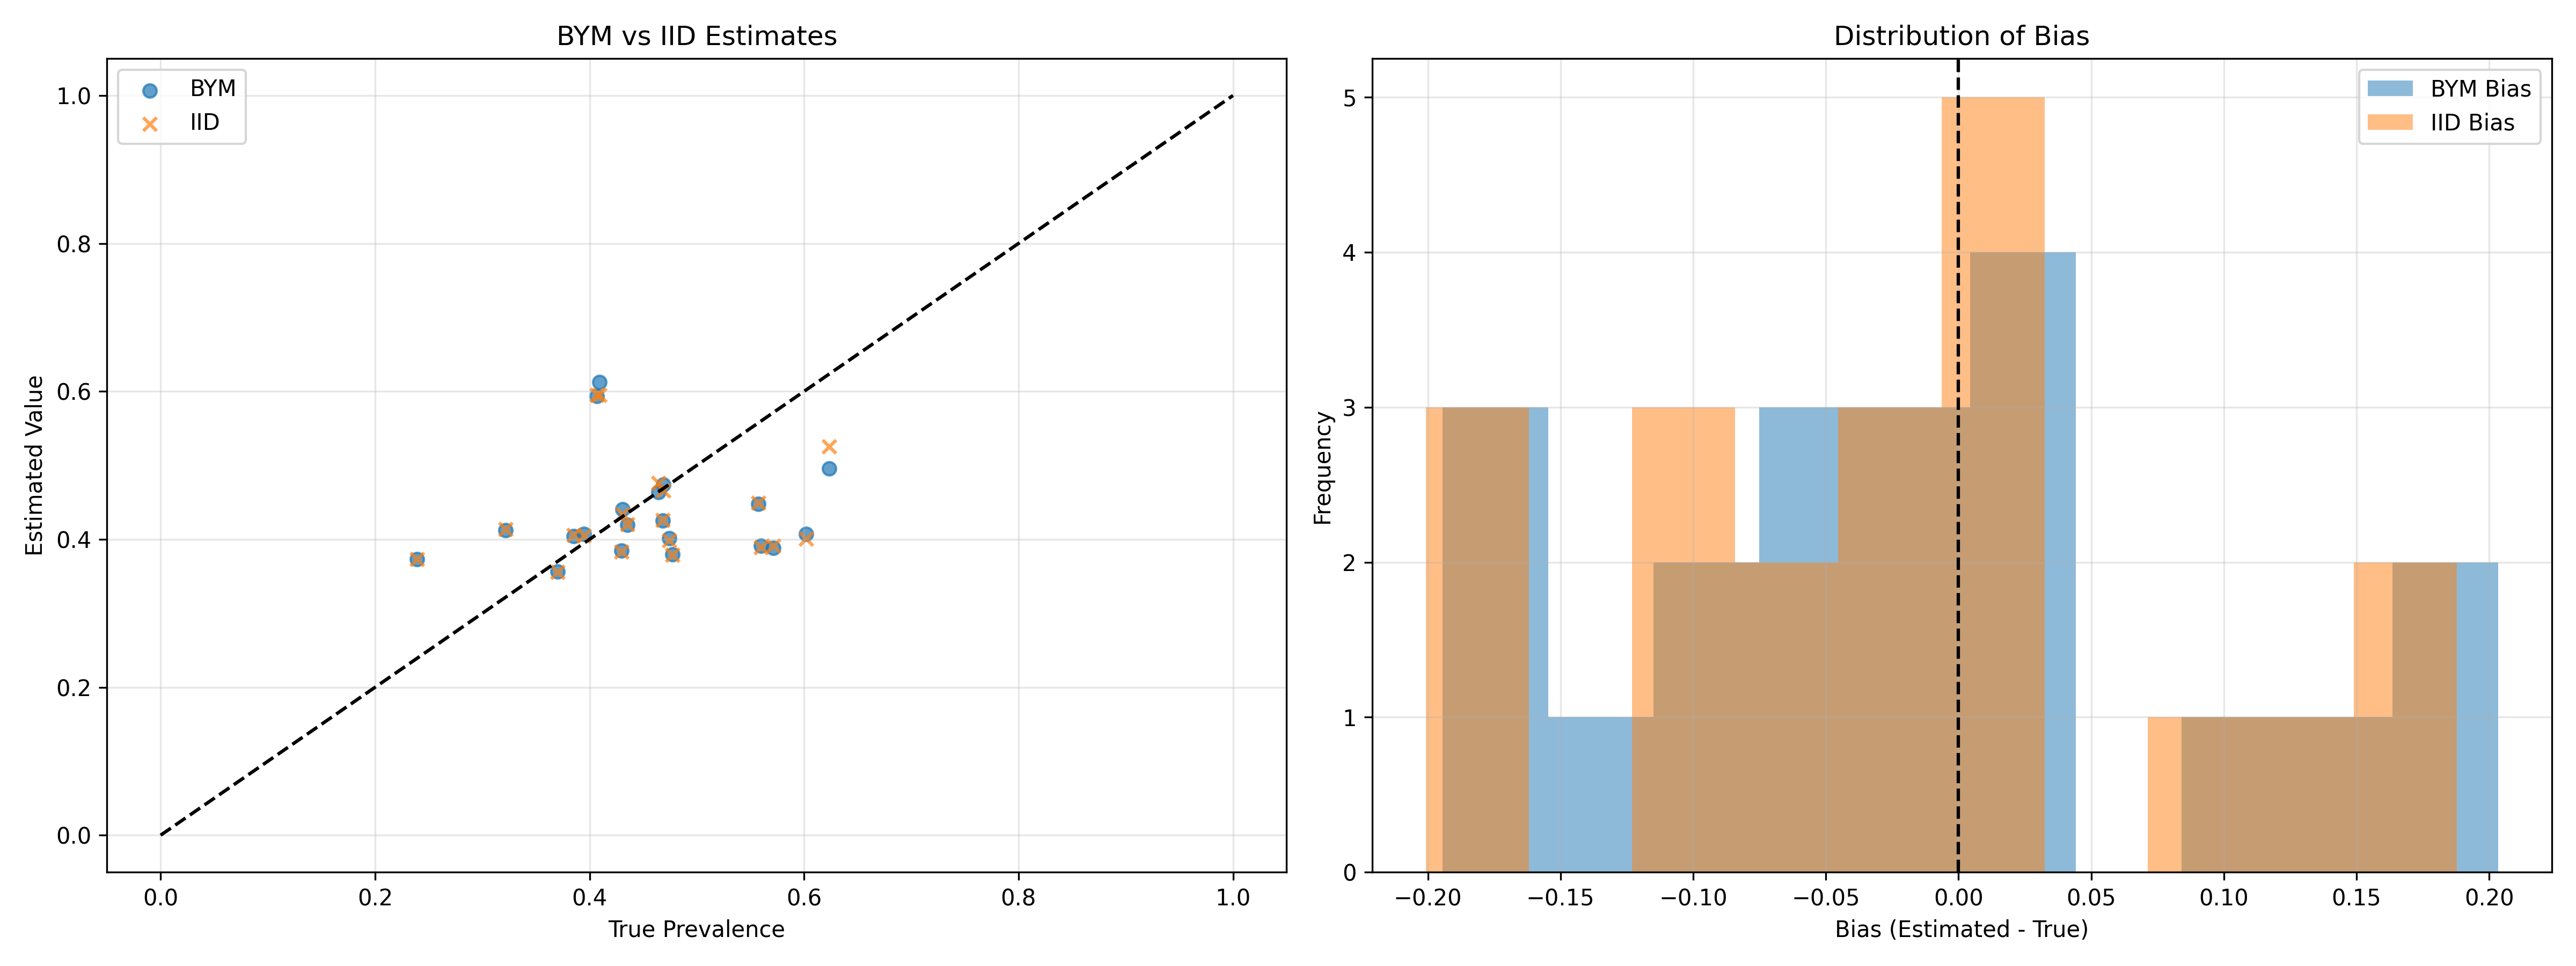 BYM vs IID Estimates
BYM
IID
1.0
0.8
0.6
0.4
0.2
0.0
Estimated Value
0.0 0.2 0.4 0.6 0.8 1.0
True Prevalence
Distribution of Bias
BYM Bias
IID Bias
5
4
3
2
1
0
Frequency
−0.20 −0.15 −0.10 −0.05 0.00 0.05 0.10 0.15 0.20
Bias (Estimated - True)